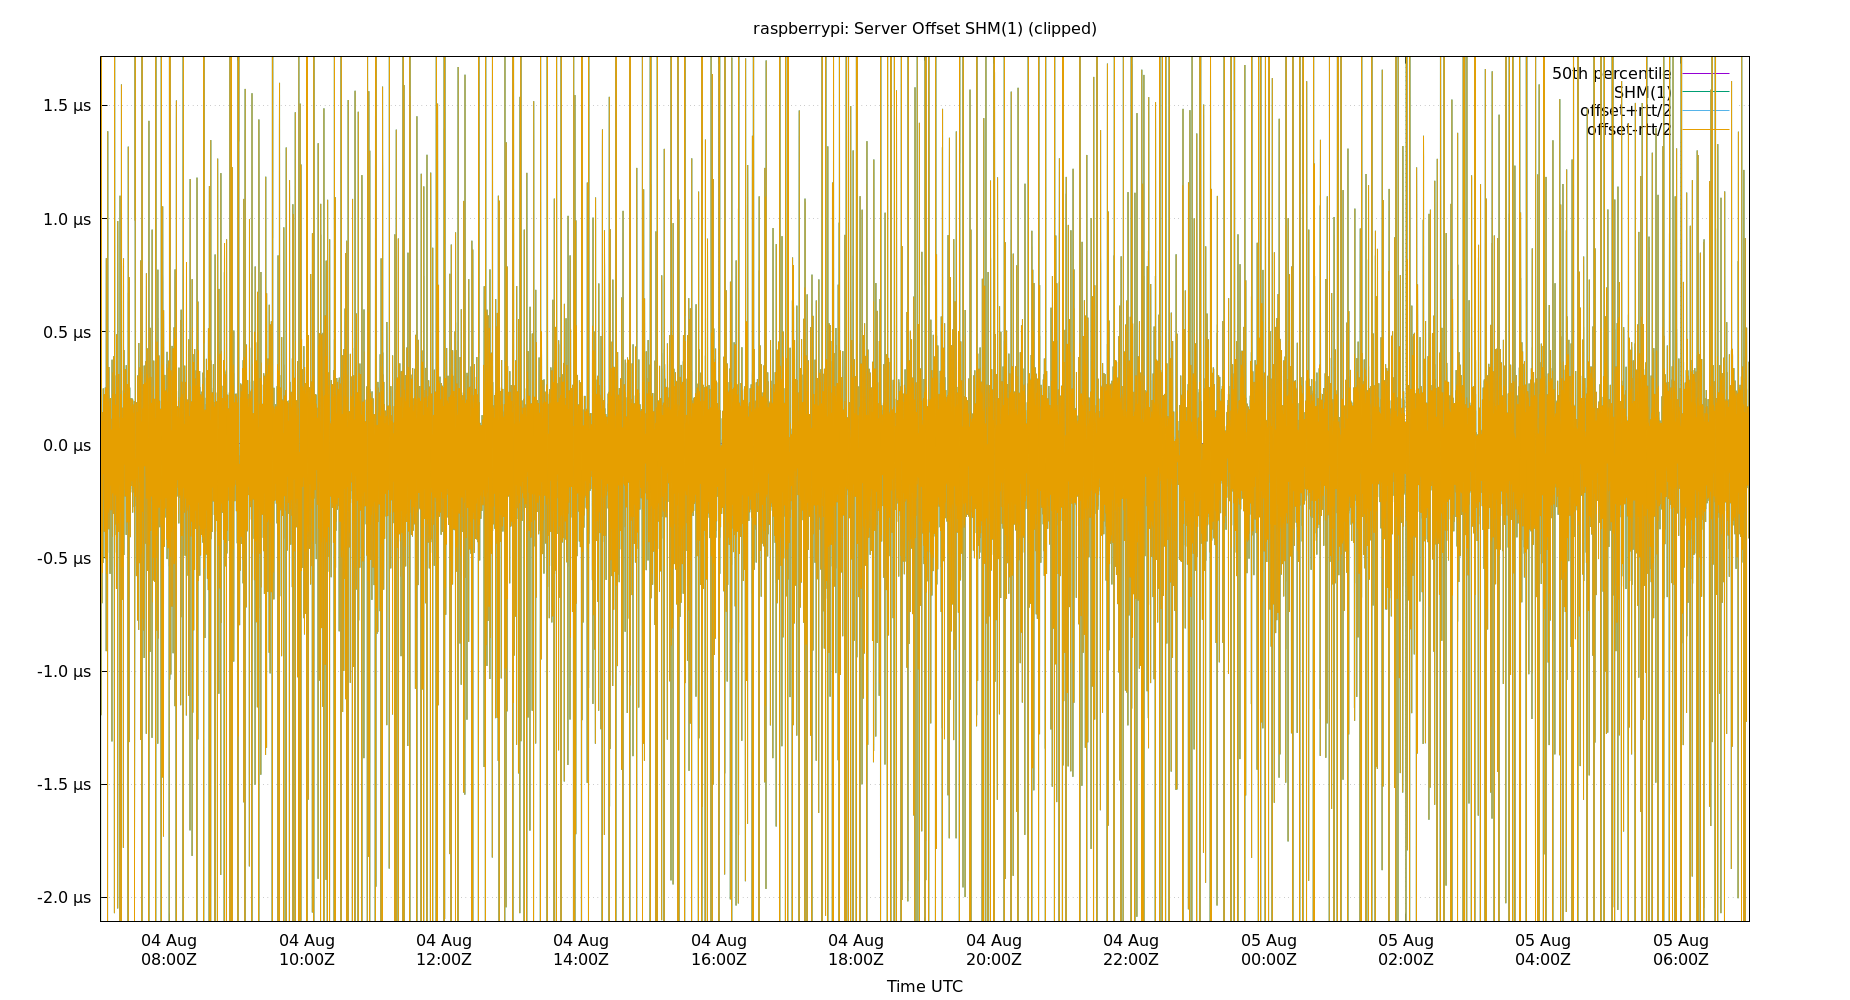 raspberrypi: Server Offset SHM(1) (clipped)
50th percentile
SHM(1)
offset+rtt/2
offset-rtt/2
1.5 µs
1.0 µs
0.5 µs
0.0 µs
-0.5 µs
-1.0 µs
-1.5 µs
-2.0 µs
04 Aug 04 Aug 04 Aug 04 Aug 04 Aug 04 Aug 04 Aug 04 Aug 05 Aug 05 Aug 05 Aug 05 Aug
08:00Z 10:00Z 12:00Z 14:00Z 16:00Z 18:00Z 20:00Z 22:00Z 00:00Z 02:00Z 04:00Z 06:00Z
Time UTC